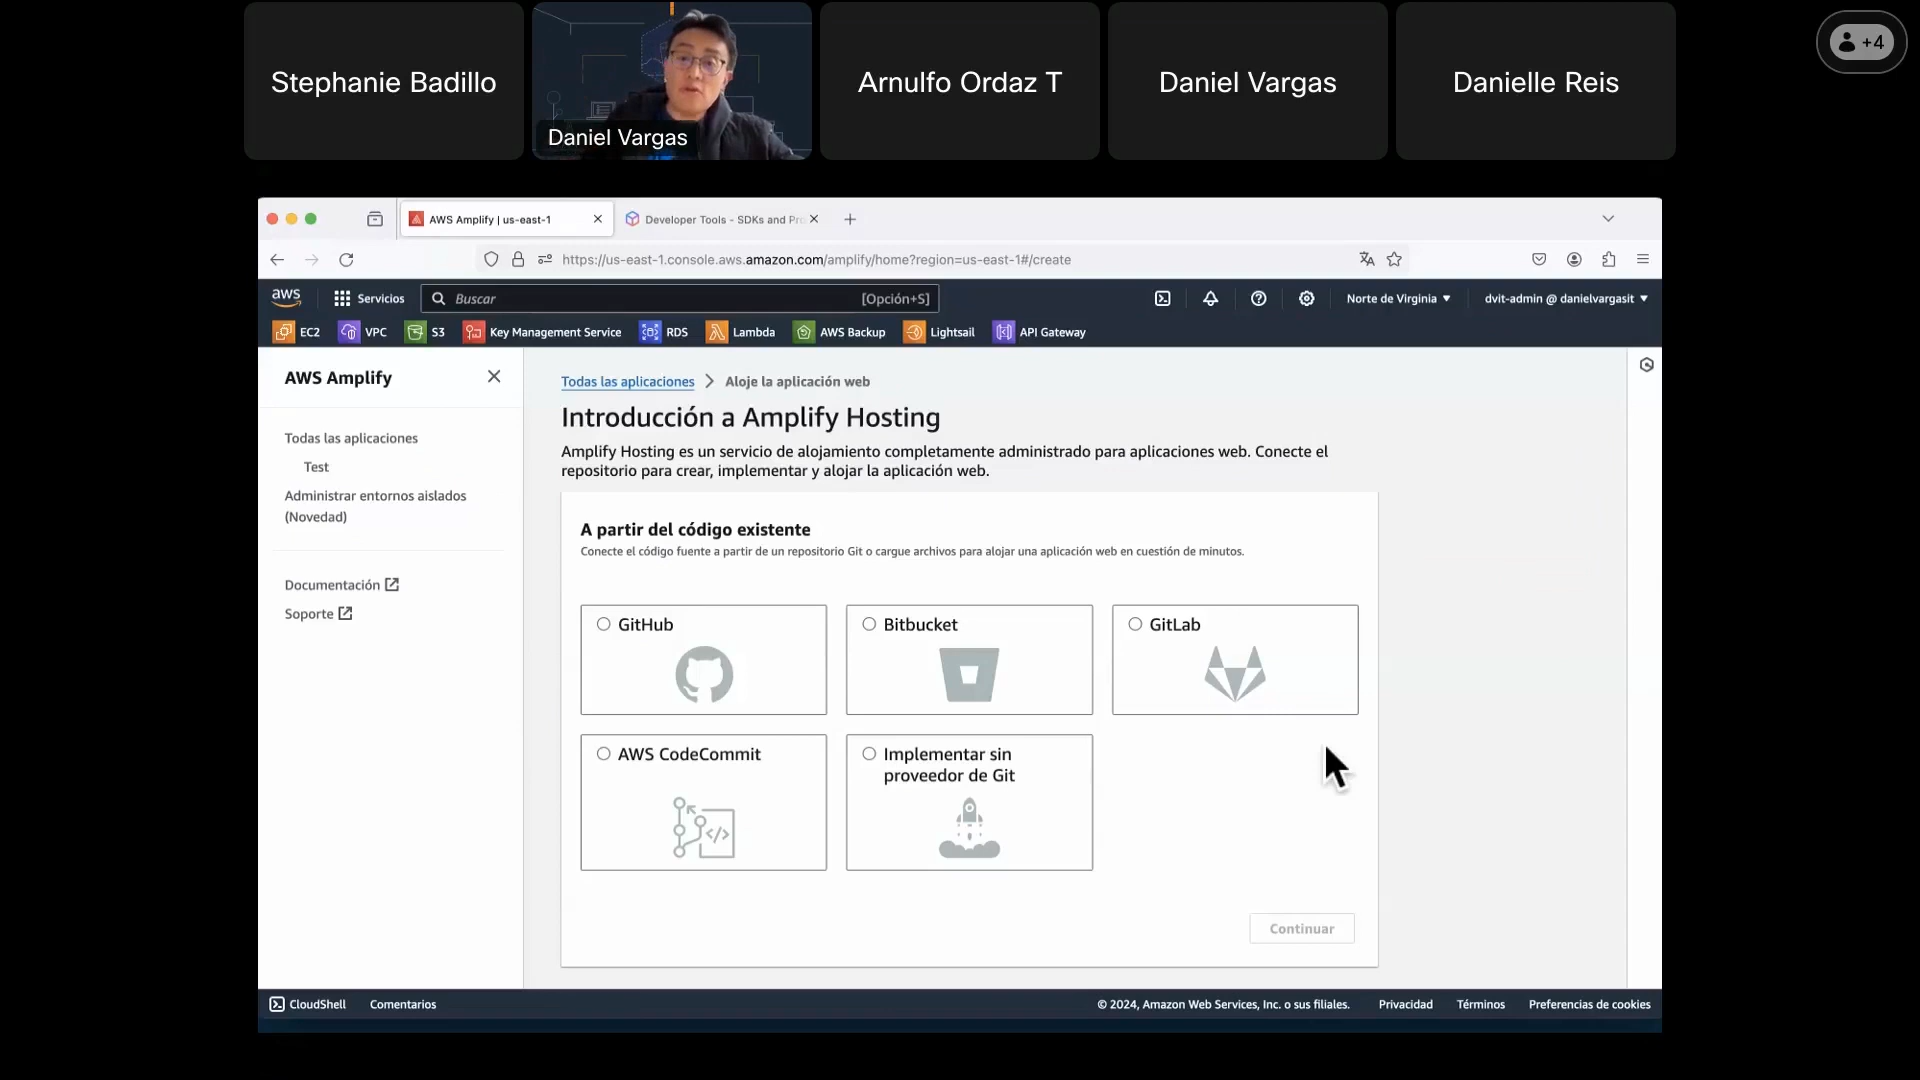 Stephanie Badillo
Daniel Vargas
Arnulfo Ordaz T
Daniel Vargas
Danielle Reis
+4
AWS Amplify | us-east-1
Developer Tools - SDKs and Pr
https://us-east-1.console.aws.amazon.com/amplify/home?region=us-east-1#/create
aws
Servicios
Buscar
[Opción+S]
Norte de Virginia
dvit-admin @ danielvargasit
EC2
VPC
S3
Key Management Service
RDS
Lambda
AWS Backup
Lightsail
API Gateway
AWS Amplify
Todas las aplicaciones
Test
Administrar entornos aislados
(Novedad)
Documentación
Soporte
Todas las aplicaciones
Aloje la aplicación web
Introducción a Amplify Hosting
Amplify Hosting es un servicio de alojamiento completamente administrado para aplicaciones web. Conecte el
repositorio para crear, implementar y alojar la aplicación web.
A partir del código existente
Conecte el código fuente a partir de un repositorio Git o cargue archivos para alojar una aplicación web en cuestión de minutos.
GitHub
Bitbucket
GitLab
AWS CodeCommit
Implementar sin
proveedor de Git
Continuar
CloudShell
Comentarios
© 2024, Amazon Web Services, Inc. o sus filiales.
Privacidad
Términos
Preferencias de cookies